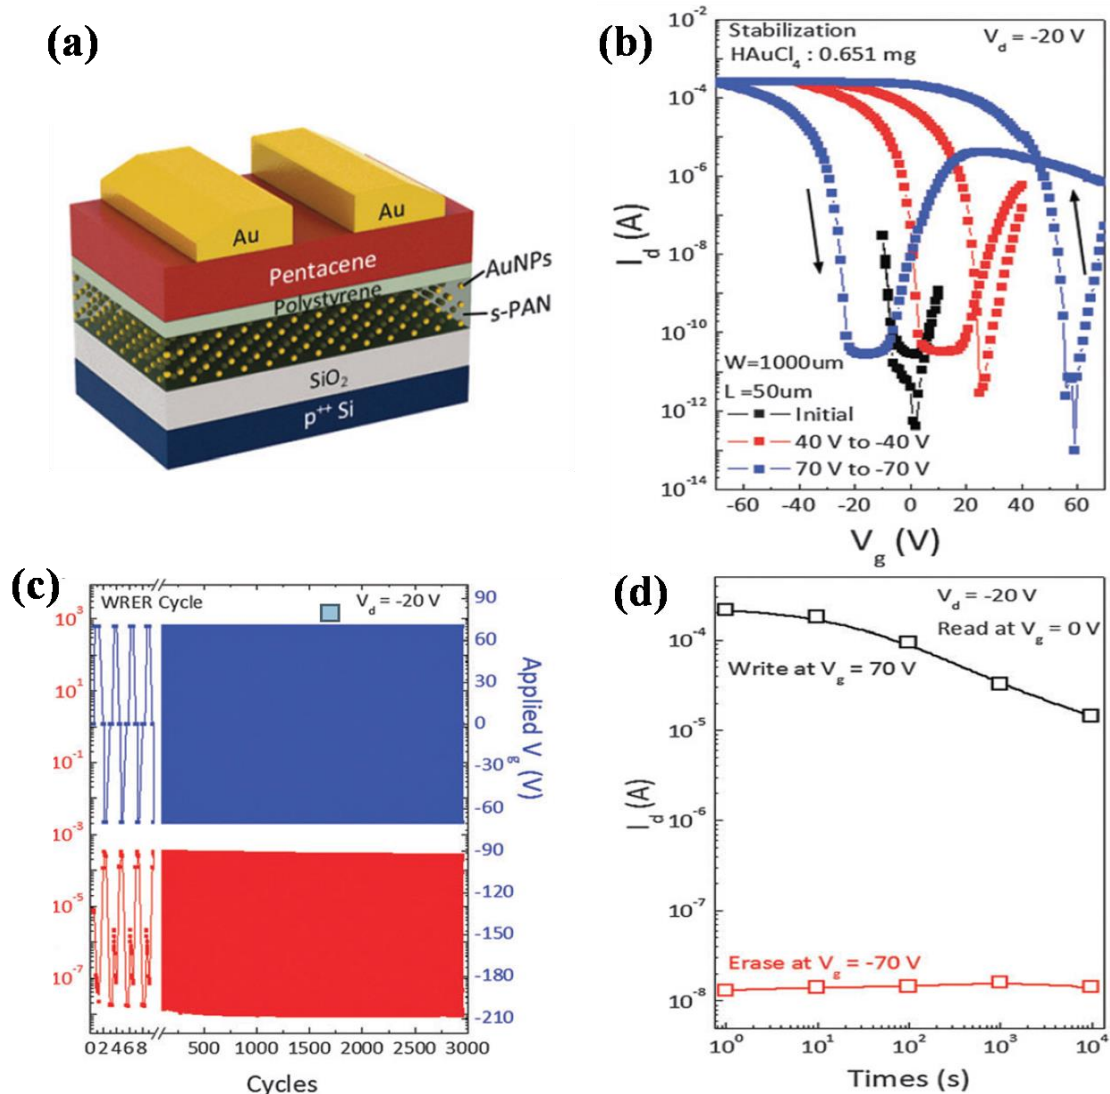 (a)
Au
Au
Pentacene
Polystyrene
AuNPs
s-PAN
SiO2
p++ Si
(b)
Stabilization
HAuCl4 : 0.651 mg
Vd = -20 V
10-2
10-4
10-6
10-8
10-10
10-12
10-14
Id (A)
W=1000um
L =50um
Initial
40 V to -40 V
70 V to -70 V
-60 -40 -20 0 20 40 60
Vg (V)
(c)
WRER Cycle
Vd = -20 V
103
101
10-1
10-3
10-5
10-7
90
60
30
0
-30
-60
-90
-120
-150
-180
-210
Applied Vg (V)
0 2 4 6 8 500 1000 1500 2000 2500 3000
Cycles
(d)
Vd = -20 V
Read at Vg = 0 V
Write at Vg = 70 V
Erase at Vg = -70 V
10-4
10-5
10-6
10-7
10-8
Id (A)
100 101 102 103 104
Times (s)